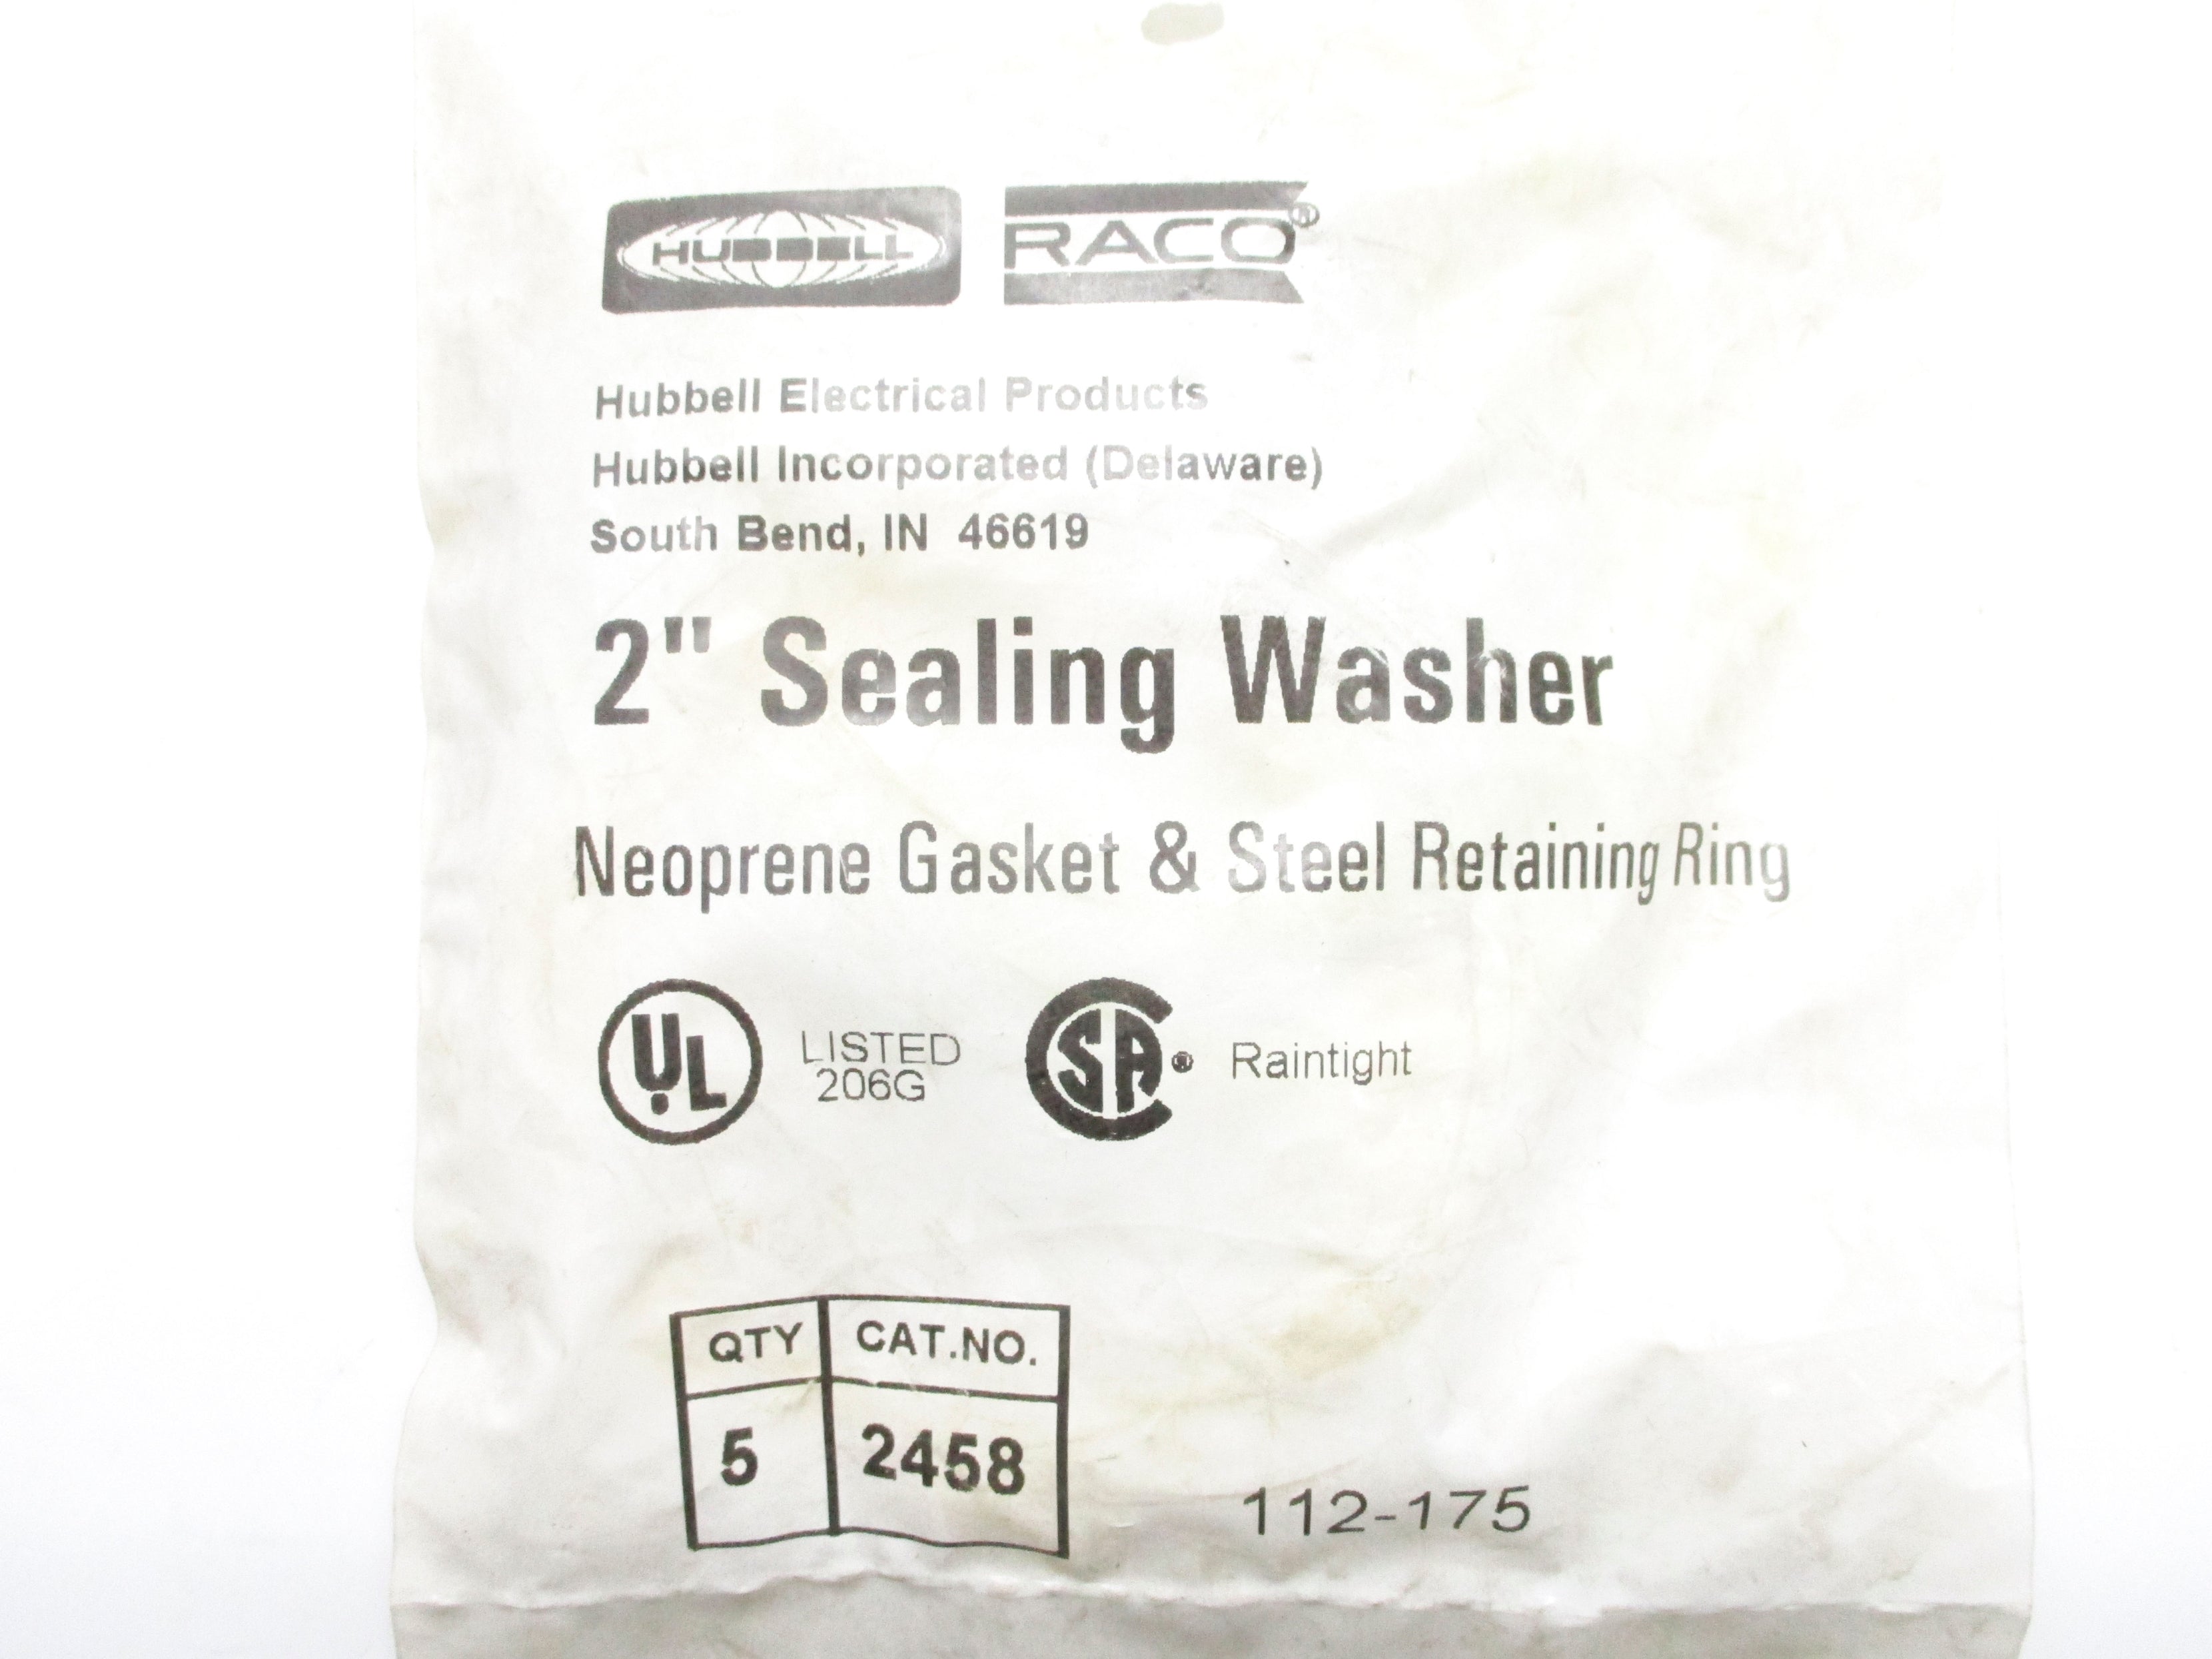 HUBBELL RACO®
Hubbell Electrical Products
Hubbell Incorporated (Delaware)
South Bend, IN 46619
2" Sealing Washer
Neoprene Gasket & Steel Retaining Ring
UL LISTED CSA® Raintight
206G
QTY CAT.NO.
5 2458
112-175